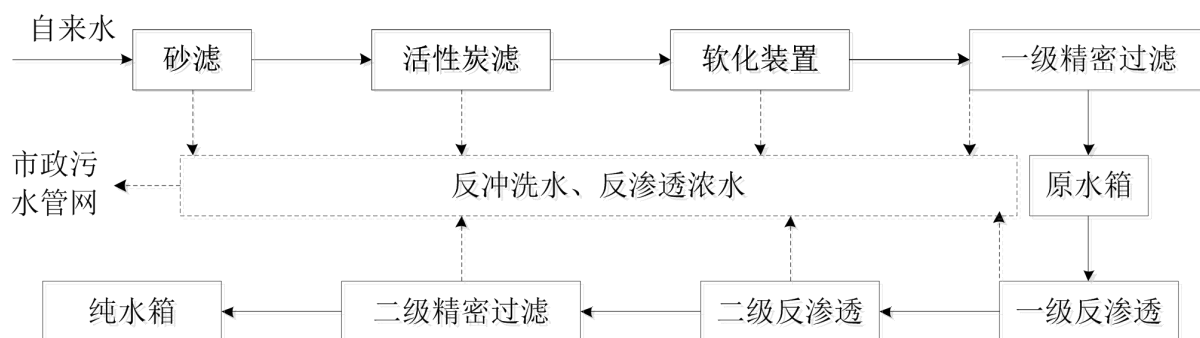 自来水
砂滤
活性炭滤
软化装置
一级精密过滤
市政污
水管网
反冲洗水、反渗透浓水
原水箱
纯水箱
二级精密过滤
二级反渗透
一级反渗透